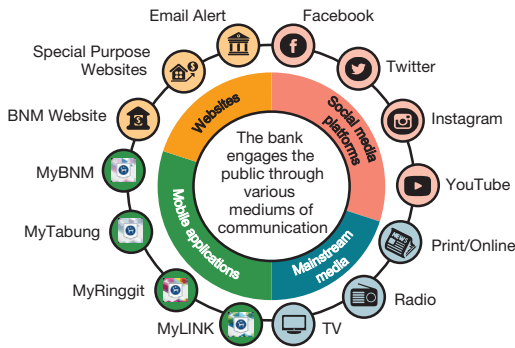 Email Alert
Facebook
Special Purpose
Websites
Twitter
BNM Website
Instagram
MyBNM
YouTube
MyTabung
Print/Online
MyRinggit
Radio
MyLINK
TV
Websites
Social media
platforms
Mobile applications
Mainstream
media
The bank
engages the
public through
various
mediums of
communication